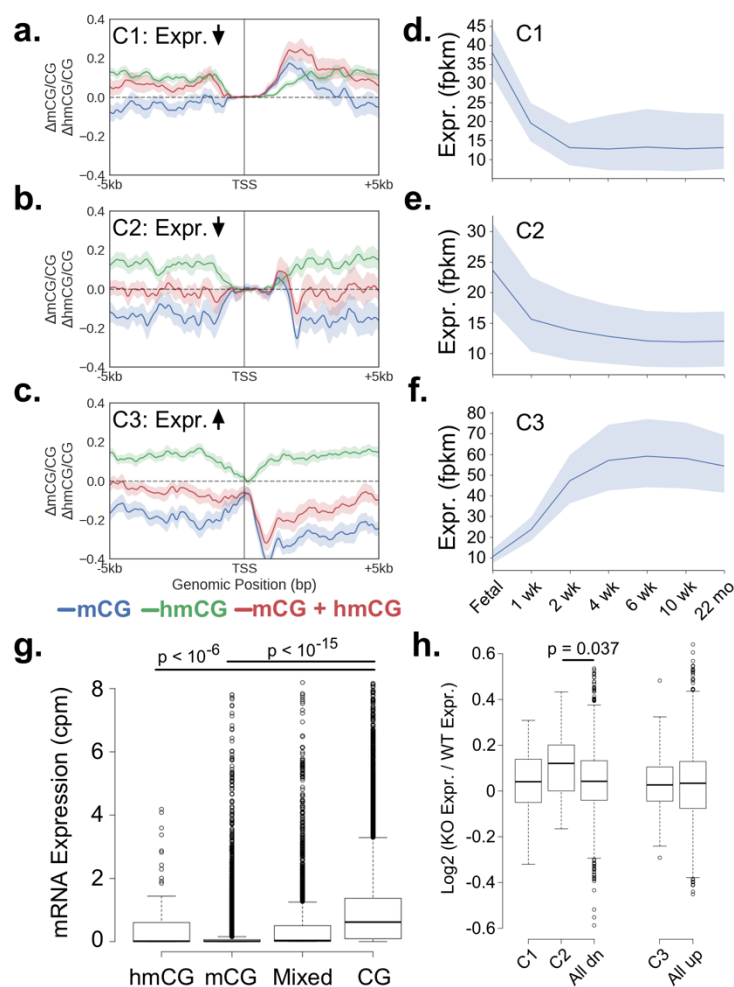 a.
C1: Expr. ↓
ΔmCG/CG
ΔhmCG/CG
0.4
0.2
0.0
−0.2
−0.4
-5kb
TSS
+5kb
b.
C2: Expr. ↓
ΔmCG/CG
ΔhmCG/CG
0.4
0.2
0.0
−0.2
−0.4
-5kb
TSS
+5kb
c.
C3: Expr. ↑
ΔmCG/CG
ΔhmCG/CG
0.4
0.2
0.0
−0.2
−0.4
-5kb
TSS
+5kb
Genomic Position (bp)
mCG hmCG mCG + hmCG
d.
C1
Expr. (fpkm)
45
40
35
30
25
20
15
10
e.
C2
Expr. (fpkm)
30
25
20
15
10
f.
C3
Expr. (fpkm)
80
70
60
50
40
30
20
10
Fetal
1 wk
2 wk
4 wk
6 wk
10 wk
22 mo
g.
p < 10-6
p < 10-15
mRNA Expression (cpm)
8
6
4
2
0
hmCG mCG Mixed CG
h.
p = 0.037
Log2 (KO Expr. / WT Expr.)
0.6
0.4
0.2
0
-0.2
-0.4
-0.6
C1
C2
All dn
C3
All up